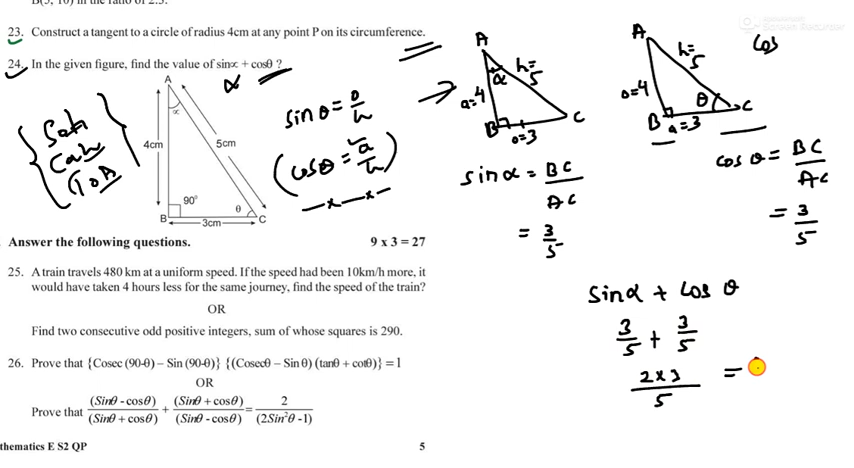 B(5, 10) in the ratio of 2:3.
23. Construct a tangent to a circle of radius 4cm at any point P on its circumference.
24. In the given figure, find the value of sinx + cosθ ?
A
x
4cm
5cm
90°
θ
B
3cm
C
α
sinθ = o/h
(cosθ = a/h)
Soh
Cah
ToA
A
α
h=5
a=4
B
o=3
C
A
h=5
o=4
θ
B
a=3
C
cos
sinα = BC/AC
= 3/5
cosθ = BC/AC
= 3/5
Sinα + Cosθ
3/5 + 3/5
2×3/5 =
Answer the following questions. 9 x 3 = 27
25. A train travels 480 km at a uniform speed. If the speed had been 10km/h more, it
would have taken 4 hours less for the same journey, find the speed of the train?
OR
Find two consecutive odd positive integers, sum of whose squares is 290.
26. Prove that {Cosec (90-θ) – Sin (90-θ)} {(Cosecθ – Sin θ) (tanθ + cotθ)} = 1
OR
Prove that (Sinθ - cosθ)/(Sinθ + cosθ) + (Sinθ + cosθ)/(Sinθ - cosθ) = 2/(2Sin²θ -1)
thematics E S2 QP 5